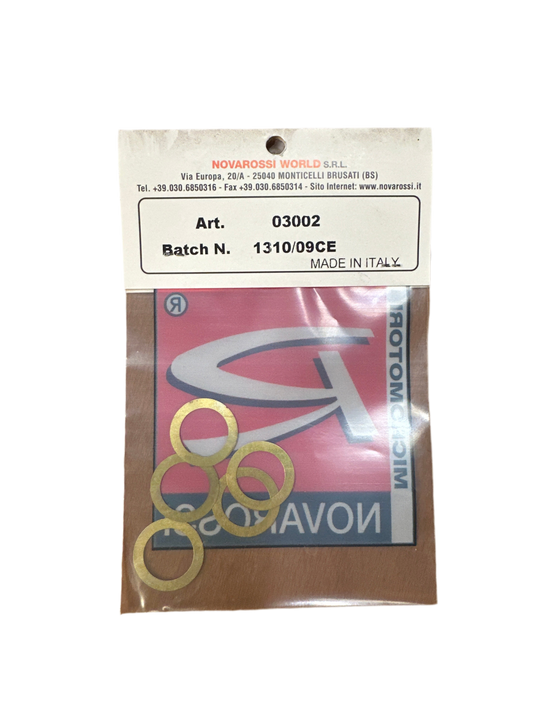 NOVAROSSI WORLD S.R.L.
Via Europa, 20/A - 25040 MONTICELLI BRUSATI (BS)
Tel. +39.030.6850316 - Fax +39.030.6850314 - Sito Internet: www.novarossi.it
Art. 03002
Batch N. 1310/09CE
MADE IN ITALY
®
MICROMOTORI
NOVAROSSI